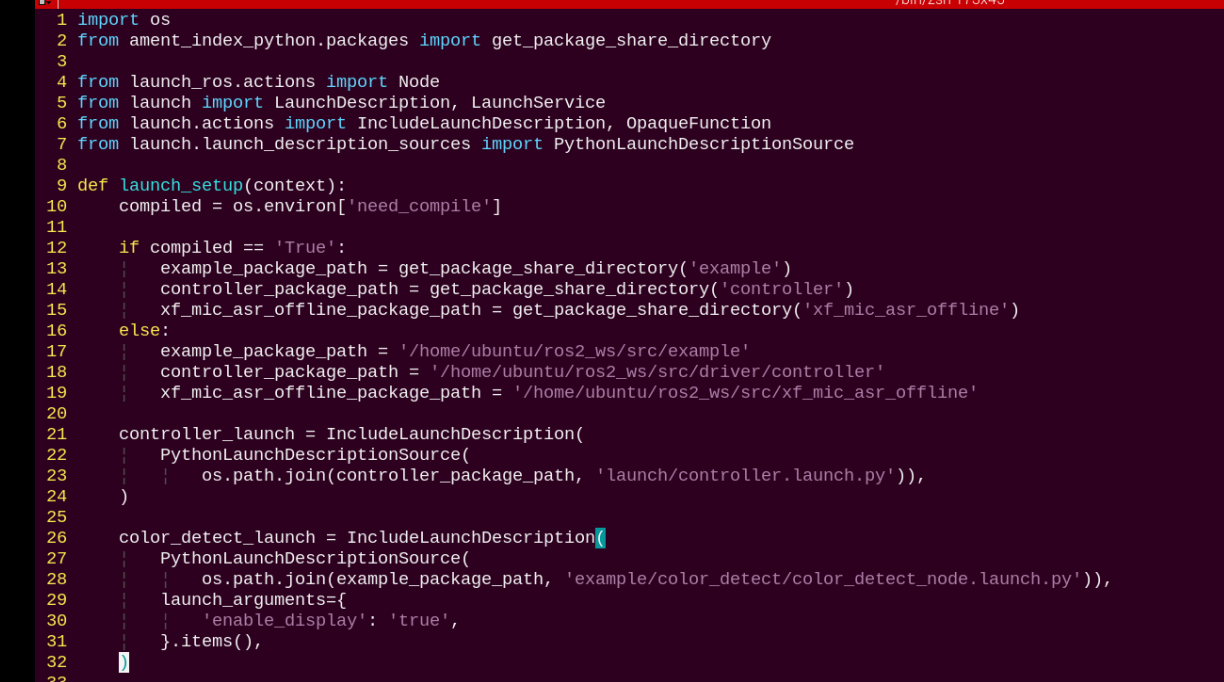 /bin/zsh 175x45
1 import os
2 from ament_index_python.packages import get_package_share_directory
3
4 from launch_ros.actions import Node
5 from launch import LaunchDescription, LaunchService
6 from launch.actions import IncludeLaunchDescription, OpaqueFunction
7 from launch.launch_description_sources import PythonLaunchDescriptionSource
8
9 def launch_setup(context):
10     compiled = os.environ['need_compile']
11
12     if compiled == 'True':
13         example_package_path = get_package_share_directory('example')
14         controller_package_path = get_package_share_directory('controller')
15         xf_mic_asr_offline_package_path = get_package_share_directory('xf_mic_asr_offline')
16     else:
17         example_package_path = '/home/ubuntu/ros2_ws/src/example'
18         controller_package_path = '/home/ubuntu/ros2_ws/src/driver/controller'
19         xf_mic_asr_offline_package_path = '/home/ubuntu/ros2_ws/src/xf_mic_asr_offline'
20
21     controller_launch = IncludeLaunchDescription(
22         PythonLaunchDescriptionSource(
23             os.path.join(controller_package_path, 'launch/controller.launch.py')),
24     )
25
26     color_detect_launch = IncludeLaunchDescription(
27         PythonLaunchDescriptionSource(
28             os.path.join(example_package_path, 'example/color_detect/color_detect_node.launch.py')),
29         launch_arguments={
30             'enable_display': 'true',
31         }.items(),
32     )
33